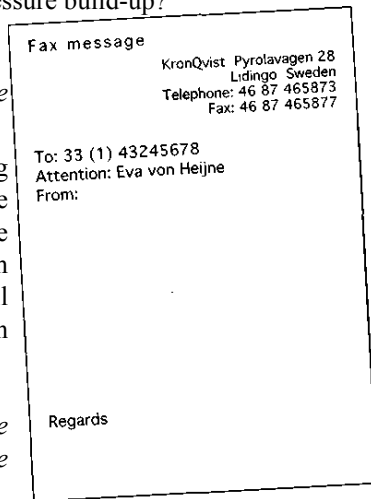 ssure build-up?
Fax message
KronQvist Pyrolavagen 28
Lidingo Sweden
Telephone: 46 87 465873
Fax: 46 87 465877
e
To: 33 (1) 43245678
g
Attention: Eva von Heijne
e
From:
e
n
l
n
Regards
e
e